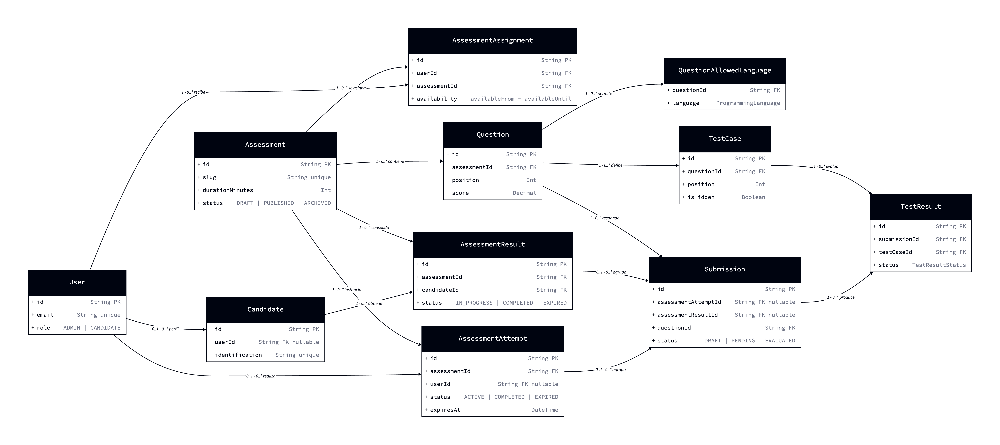 AssessmentAssignment
+ id String PK
+ userId String FK
+ assessmentId String FK
+ availability availableFrom - availableUntil
QuestionAllowedLanguage
+ questionId String FK
+ language ProgrammingLanguage
1 - 0..* recibe
1 - 0..* se asigna
1 - 0..* permite
Assessment
+ id String PK
+ slug String unique
+ durationMinutes Int
+ status DRAFT | PUBLISHED | ARCHIVED
1 - 0..* contiene
Question
+ id String PK
+ assessmentId String FK
+ position Int
+ score Decimal
1 - 0..* define
TestCase
+ id String PK
+ questionId String FK
+ position Int
+ isHidden Boolean
1 - 0..* evalua
1 - 0..* responde
1 - 0..* consolida
TestResult
+ id String PK
+ submissionId String FK
+ testCaseId String FK
+ status TestResultStatus
AssessmentResult
+ id String PK
+ assessmentId String FK
+ candidateId String FK
+ status IN_PROGRESS | COMPLETED | EXPIRED
0..1 - 0..* agrupa
Submission
+ id String PK
+ assessmentAttemptId String FK nullable
+ assessmentResultId String FK nullable
+ questionId String FK
+ status DRAFT | PENDING | EVALUATED
1 - 0..* produce
User
+ id String PK
+ email String unique
+ role ADMIN | CANDIDATE
1 - 0..* instancia
1 - 0..* obtiene
0..1 - 0..1 perfil
Candidate
+ id String PK
+ userId String FK nullable
+ identification String unique
0..1 - 0..* realiza
AssessmentAttempt
+ id String PK
+ assessmentId String FK
+ userId String FK nullable
+ status ACTIVE | COMPLETED | EXPIRED
+ expiresAt DateTime
0..1 - 0..* agrupa